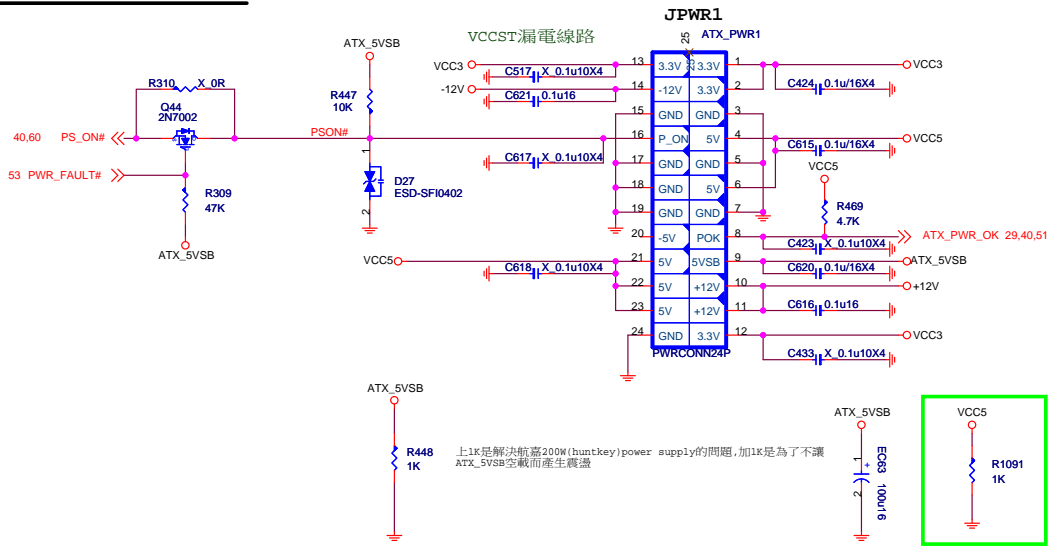 JPWR1
VCCST漏電線路
25
ATX_PWR1
ATX_5VSB
R310 X_0R
Q44
2N7002
R447
10K
40,60 PS_ON#
PSON#
53 PWR_FAULT#
R309
47K
ATX_5VSB
1
D27
ESD-SFI0402
2
VCC3
C517 X_0.1u10X4
-12V
C621 0.1u16
C617 X_0.1u10X4
VCC5
C618 X_0.1u10X4
13 3.3V 25 3.3V 1
14 -12V 3.3V 2
15 GND GND 3
16 P_ON 5V 4
17 GND GND 5
18 GND 5V 6
19 GND GND 7
20 -5V POK 8
21 5V 5VSB 9
22 5V +12V 10
23 5V +12V 11
24 GND 3.3V 12
PWRCONN24P
VCC3
C424 0.1u/16X4
VCC5
C615 0.1u/16X4
VCC5
R469
4.7K
ATX_PWR_OK 29,40,51
C423 X_0.1u10X4
ATX_5VSB
C620 0.1u/16X4
+12V
C616 0.1u16
VCC3
C433 X_0.1u10X4
ATX_5VSB
R448
1K
上1K是解決航嘉200W(huntkey)power supply的問題,加1K是為了不讓
ATX_5VSB空載而產生震盪
ATX_5VSB
1
+
2
EC63 100u16
VCC5
R1091
1K